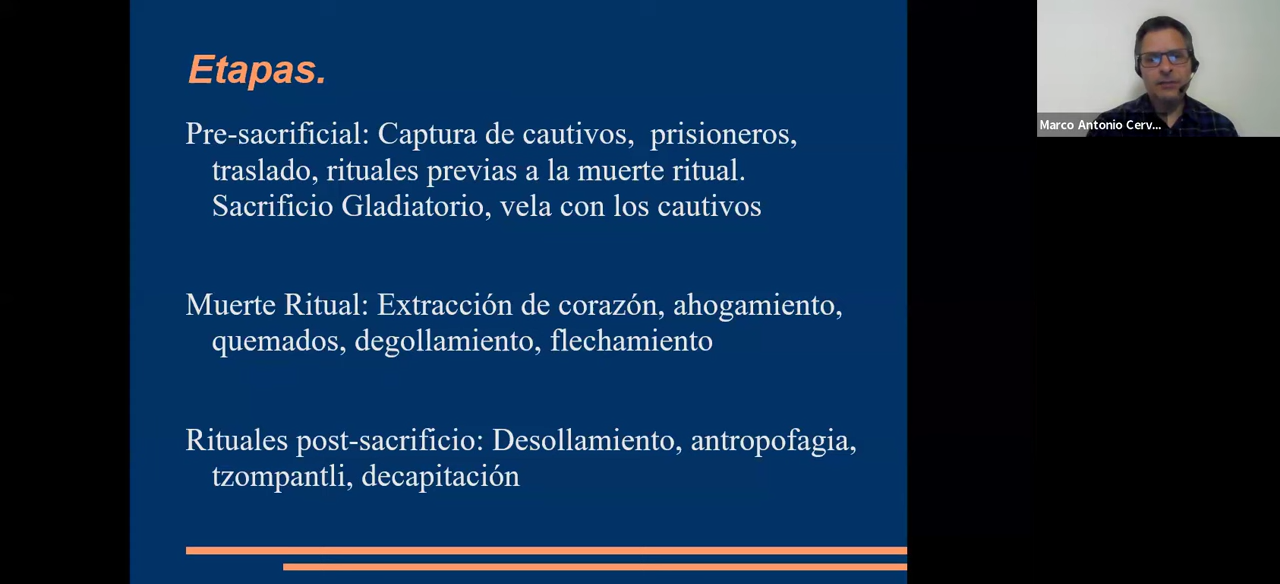 Etapas.
Pre-sacrificial: Captura de cautivos,  prisioneros,
traslado, rituales previas a la muerte ritual.
Sacrificio Gladiatorio, vela con los cautivos
Muerte Ritual: Extracción de corazón, ahogamiento,
quemados, degollamiento, flechamiento
Rituales post-sacrificio: Desollamiento, antropofagia,
tzompantli, decapitación
Marco Antonio Cerv...